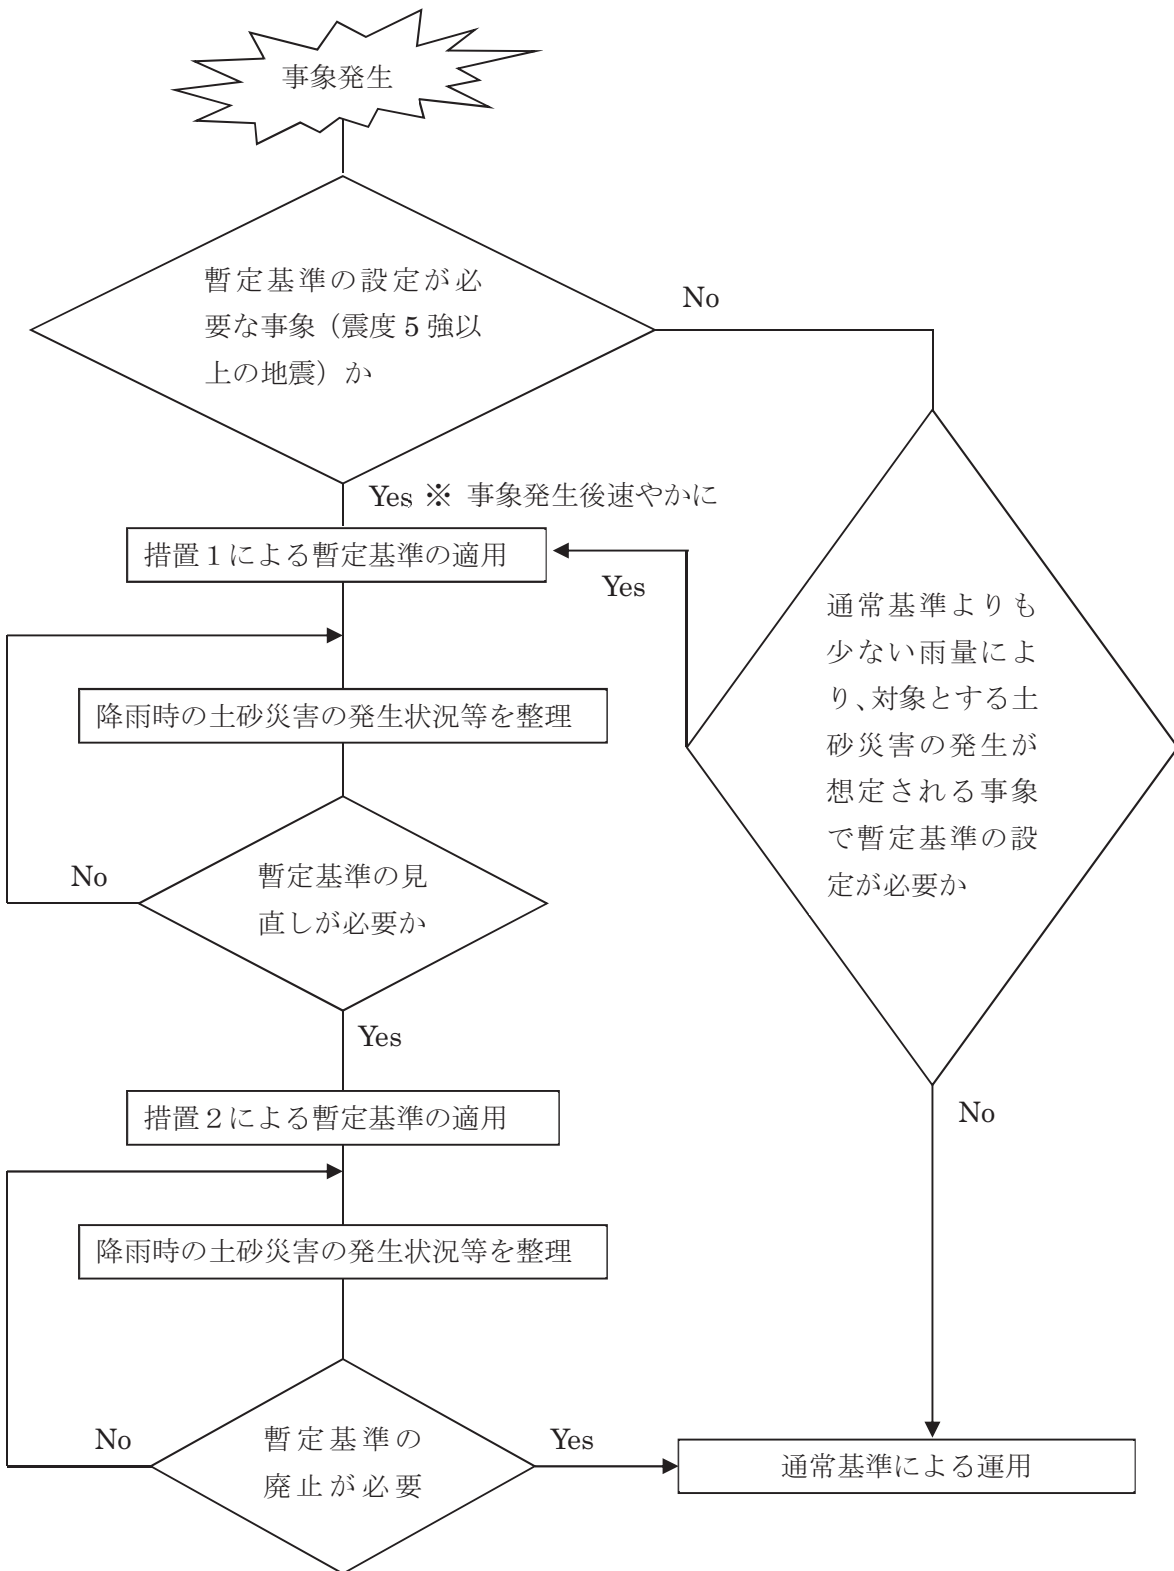 事象発生
暫定基準の設定が必
要な事象（震度 5 強以
上の地震）か
No
Yes ※ 事象発生後速やかに
措置１による暫定基準の適用
Yes
通常基準よりも
少ない雨量によ
り、対象とする土
砂災害の発生が
想定される事象
で暫定基準の設
定が必要か
降雨時の土砂災害の発生状況等を整理
No
暫定基準の見
直しが必要か
Yes
措置２による暫定基準の適用
No
降雨時の土砂災害の発生状況等を整理
No
暫定基準の
廃止が必要
Yes
通常基準による運用